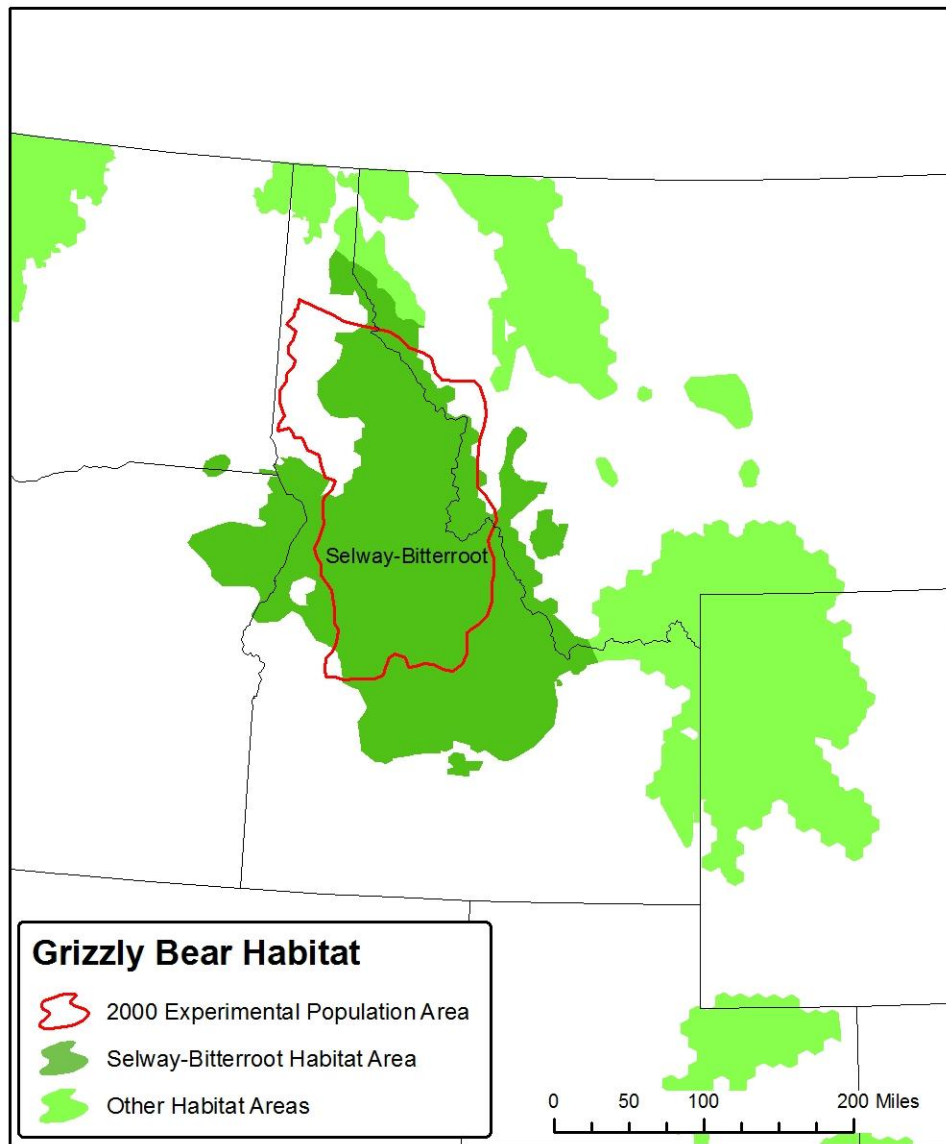 Selway-Bitterroot
Grizzly Bear Habitat
2000 Experimental Population Area
Selway-Bitterroot Habitat Area
Other Habitat Areas
0 50 100 200 Miles